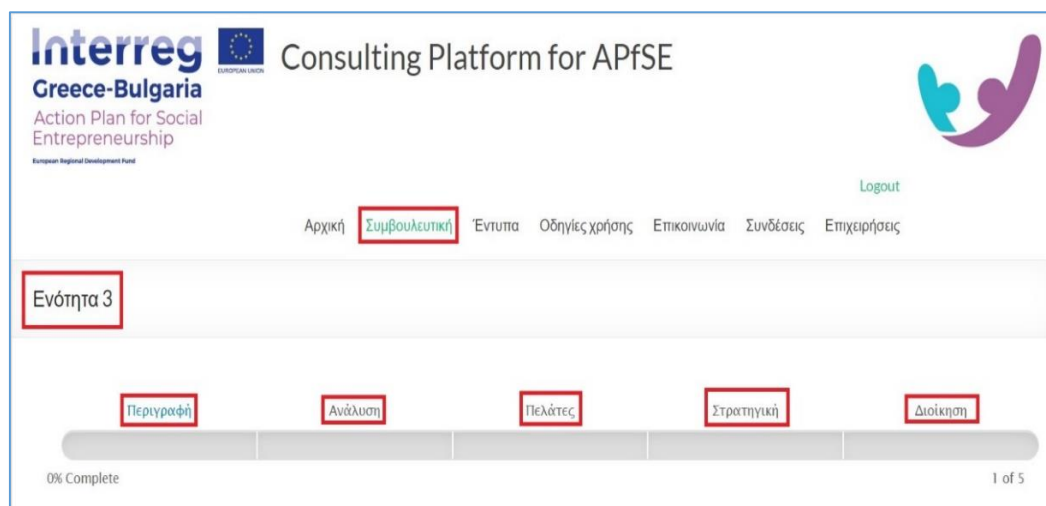 Interreg
EUROPEAN UNION
Greece-Bulgaria
Action Plan for Social
Entrepreneurship
European Regional Development Fund
Consulting Platform for APfSE
Logout
Αρχική Συμβουλευτική Έντυπα Οδηγίες χρήσης Επικοινωνία Συνδέσεις Επιχειρήσεις
Ενότητα 3
Περιγραφή Ανάλυση Πελάτες Στρατηγική Διοίκηση
0% Complete 1 of 5